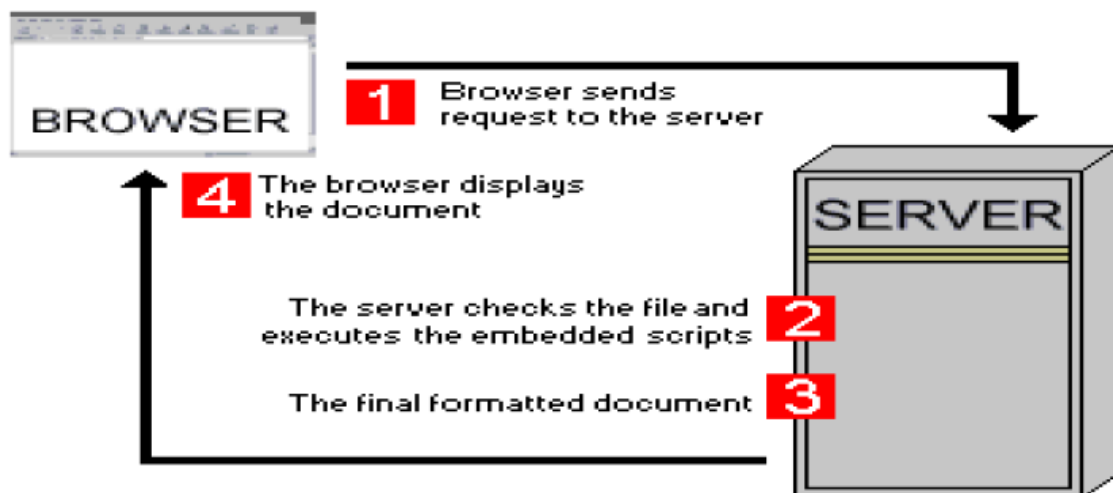 BROWSER
1
Browser sends
request to the server
4
The browser displays
the document
SERVER
The server checks the file and
executes the embedded scripts
2
The final formatted document
3